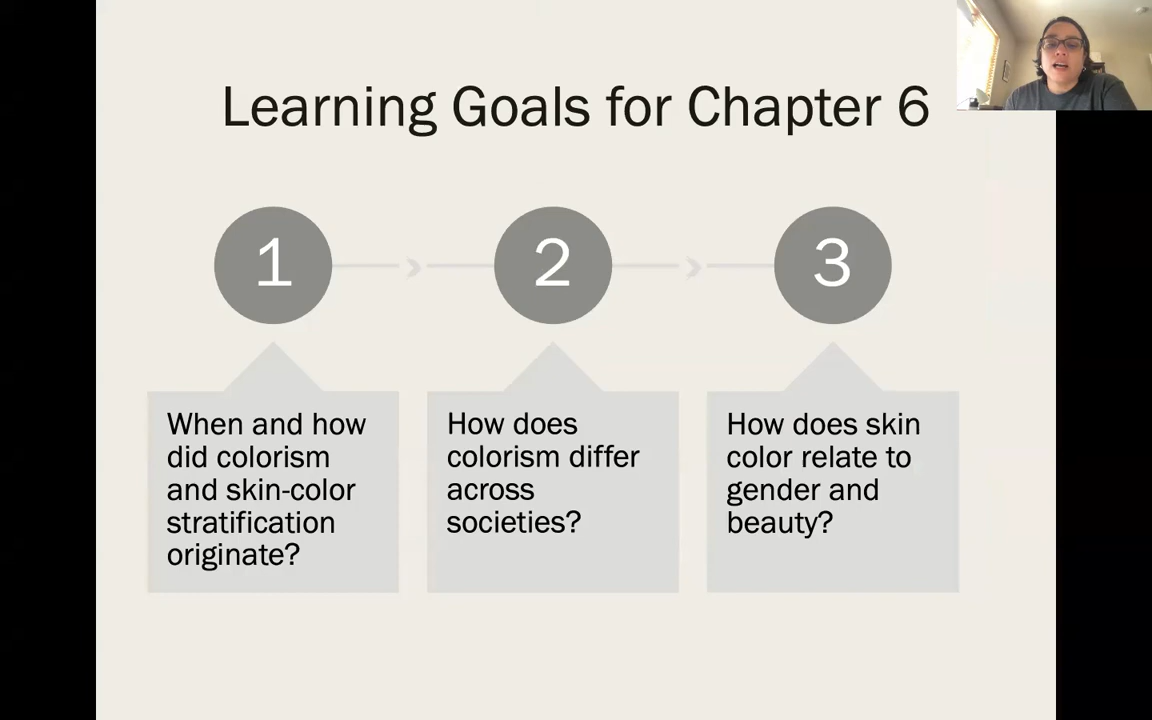 Learning Goals for Chapter 6
1
2
3
When and how
did colorism
and skin-color
stratification
originate?
How does
colorism differ
across
societies?
How does skin
color relate to
gender and
beauty?